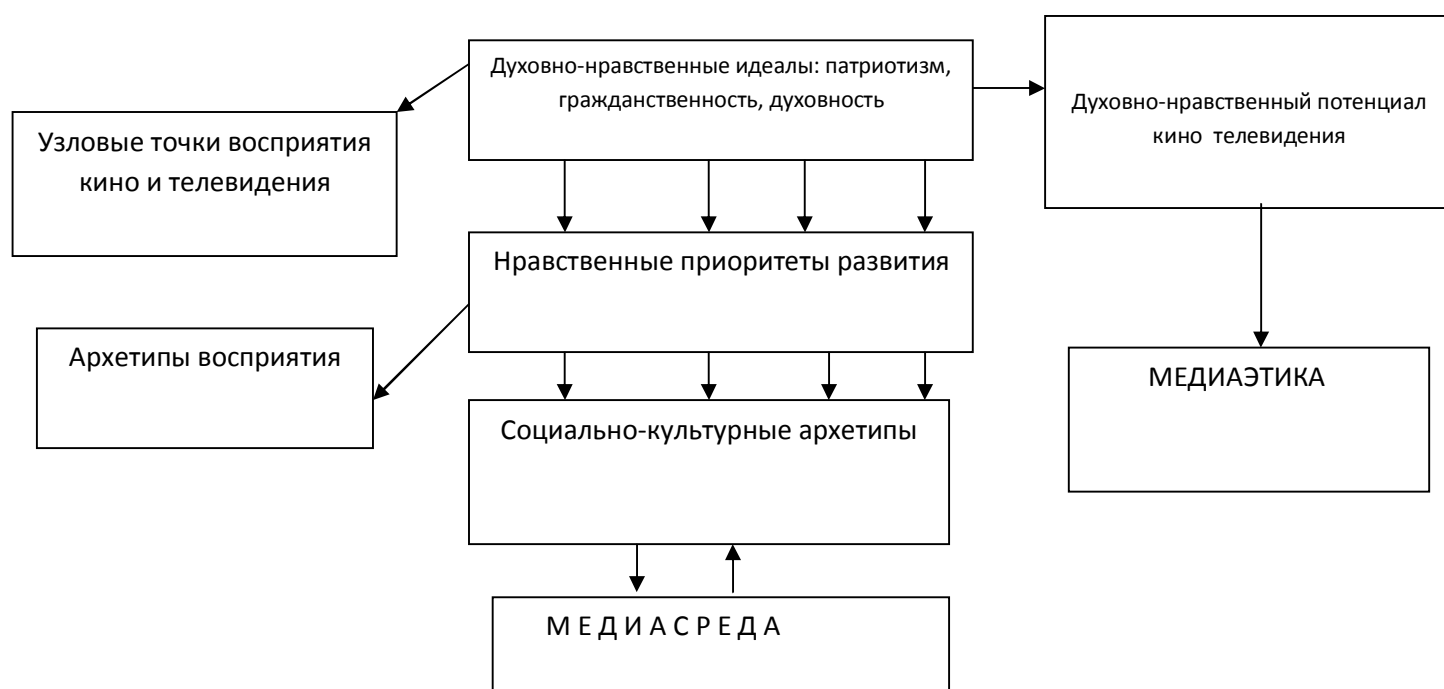 Духовно-нравственные идеалы: патриотизм,
гражданственность, духовность
Духовно-нравственный потенциал
кино телевидения
Узловые точки восприятия
кино и телевидения
Нравственные приоритеты развития
Архетипы восприятия
МЕДИАЭТИКА
Социально-культурные архетипы
М Е Д И А С Р Е Д А